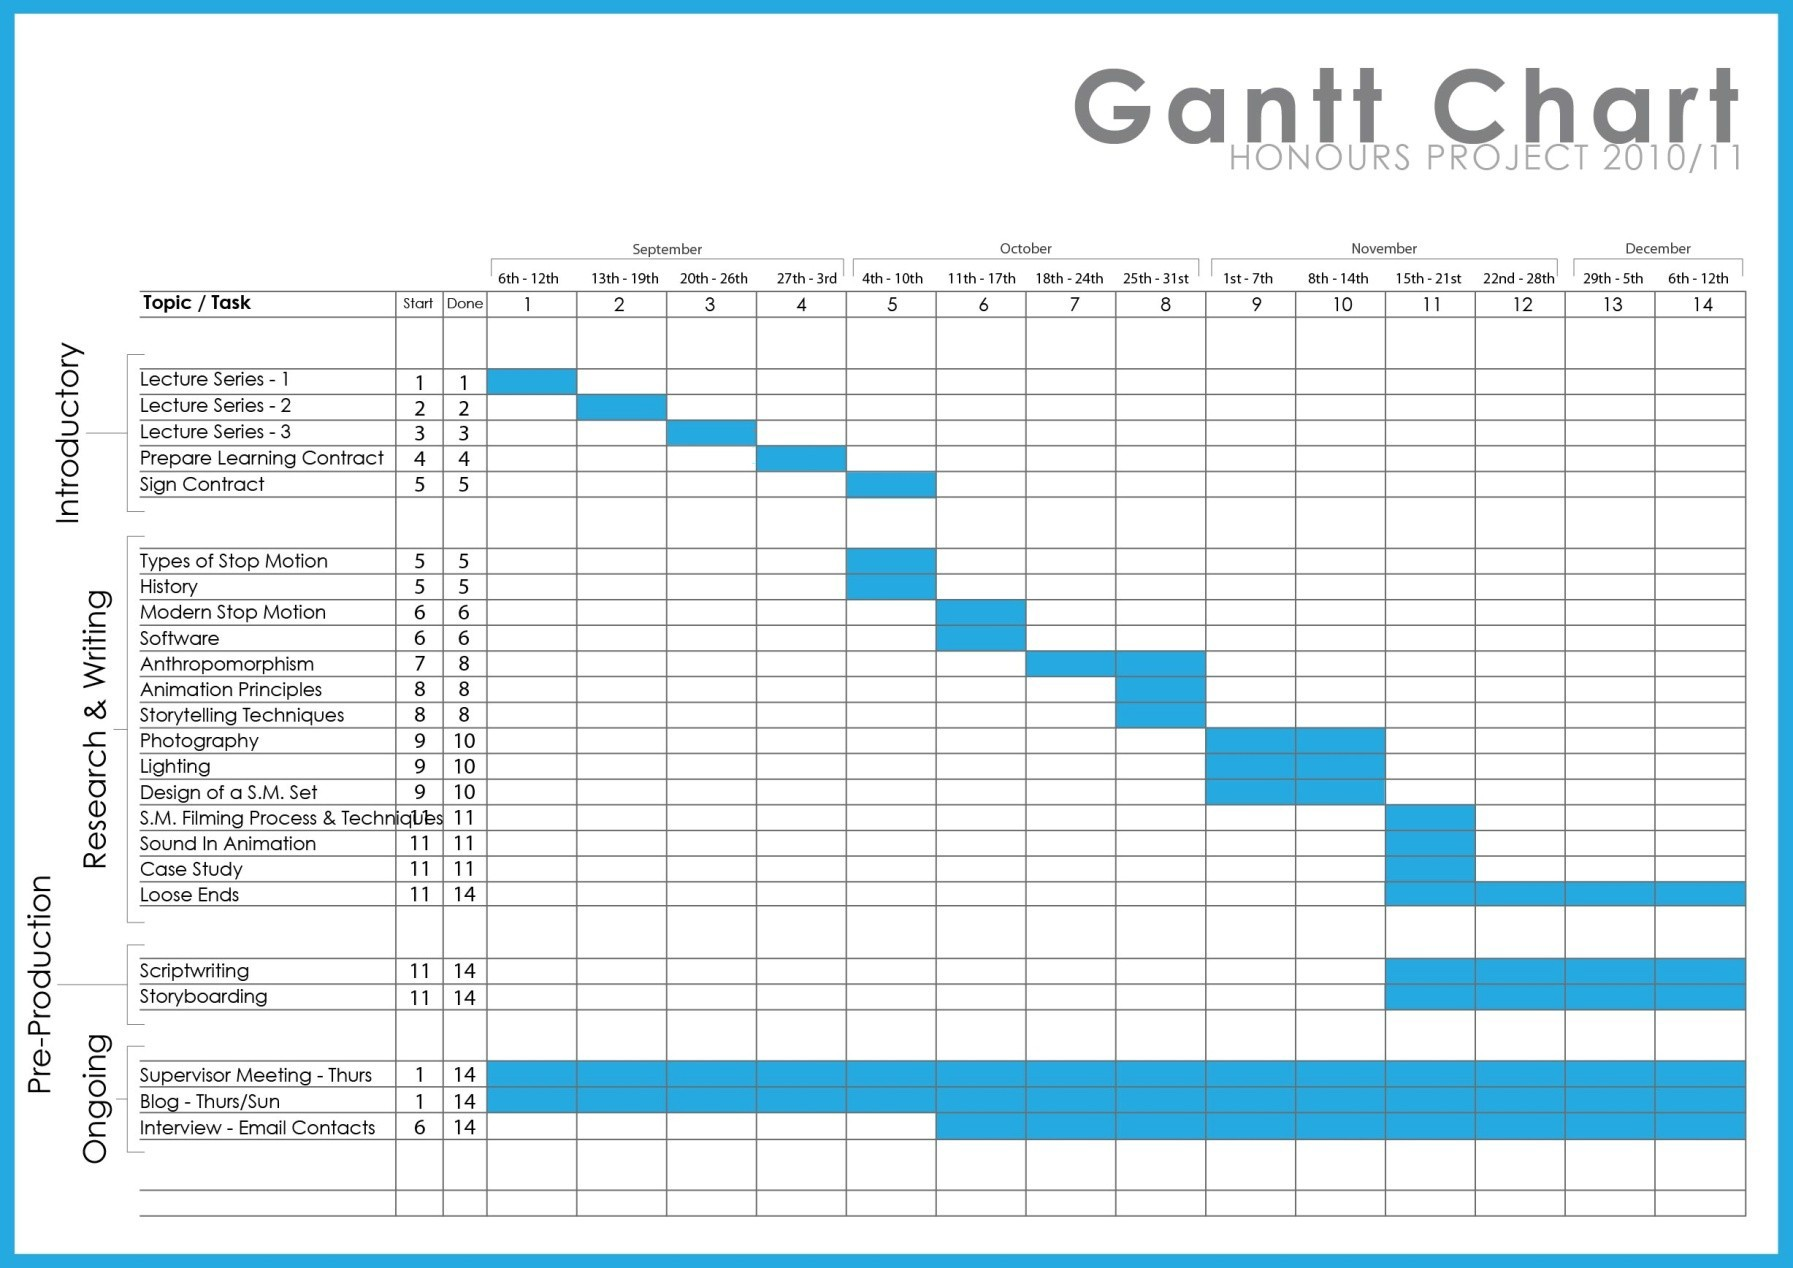 Gantt Chart
HONOURS PROJECT 2010/11
September October November December
6th - 12th 13th - 19th 20th - 26th 27th - 3rd 4th - 10th 11th - 17th 18th - 24th 25th - 31st 1st - 7th 8th - 14th 15th - 21st 22nd - 28th 29th - 5th 6th - 12th
Topic / Task Start Done 1 2 3 4 5 6 7 8 9 10 11 12 13 14
Introductory
Lecture Series - 1 1 1
Lecture Series - 2 2 2
Lecture Series - 3 3 3
Prepare Learning Contract 4 4
Sign Contract 5 5
Research & Writing
Types of Stop Motion 5 5
History 5 5
Modern Stop Motion 6 6
Software 6 6
Anthropomorphism 7 8
Animation Principles 8 8
Storytelling Techniques 8 8
Photography 9 10
Lighting 9 10
Design of a S.M. Set 9 10
S.M. Filming Process & Techniques 11 11
Sound In Animation 11 11
Case Study 11 11
Loose Ends 11 14
Pre-Production
Scriptwriting 11 14
Storyboarding 11 14
Ongoing
Supervisor Meeting - Thurs 1 14
Blog - Thurs/Sun 1 14
Interview - Email Contacts 6 14